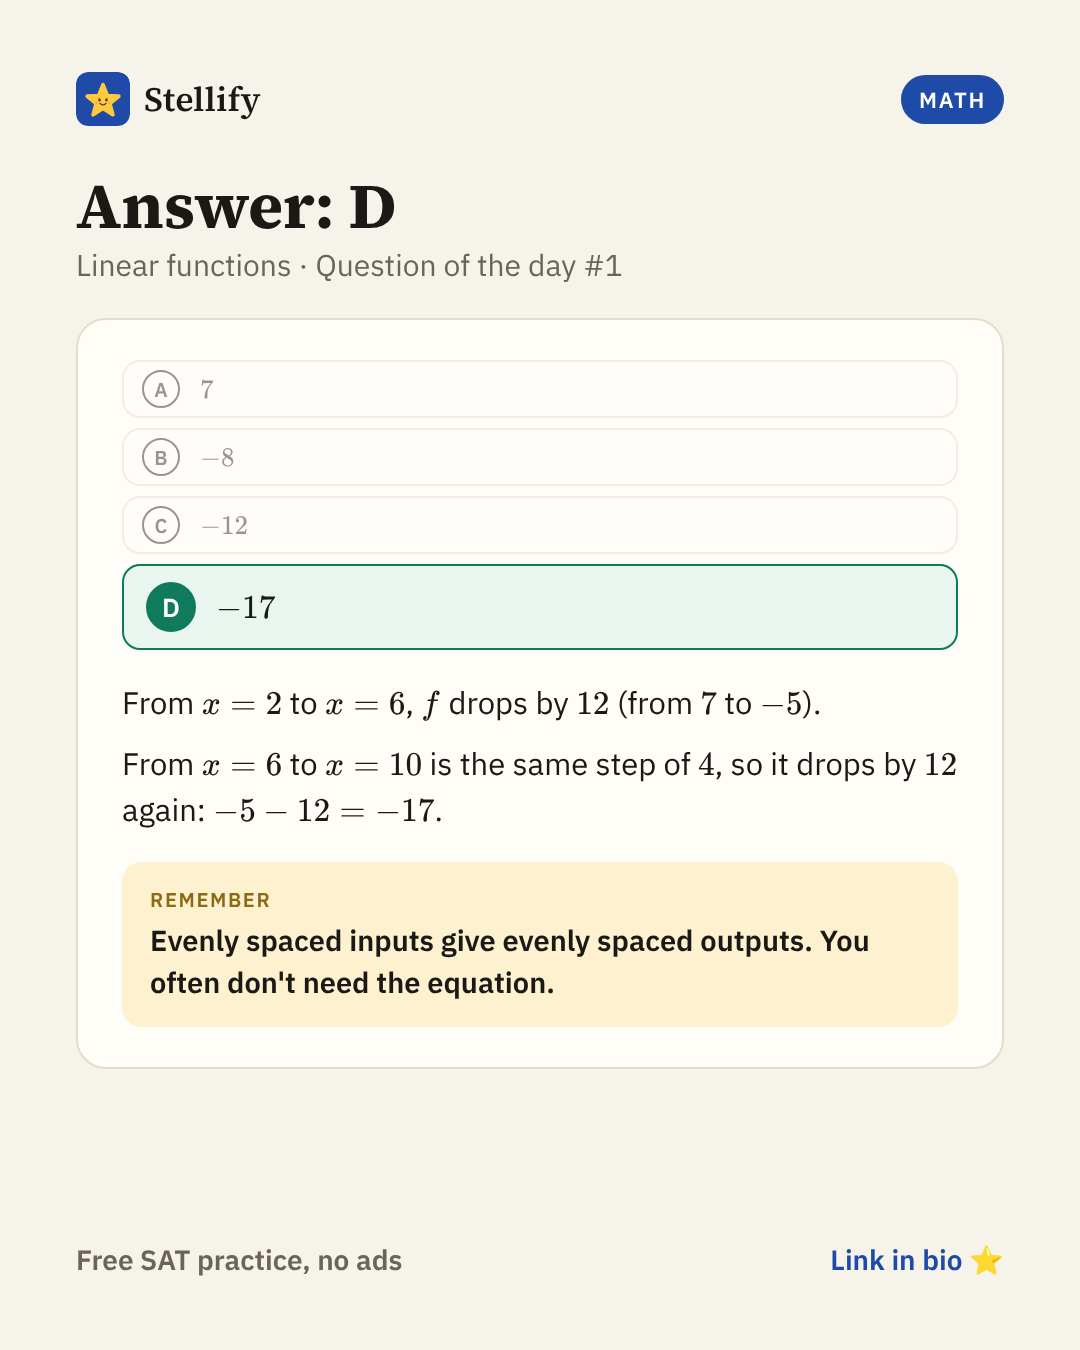 Stellify
MATH
Answer: D
Linear functions · Question of the day #1
A 7
B −8
C −12
D −17
From x = 2 to x = 6, f drops by 12 (from 7 to −5).
From x = 6 to x = 10 is the same step of 4, so it drops by 12
again: −5 − 12 = −17.
REMEMBER
Evenly spaced inputs give evenly spaced outputs. You
often don't need the equation.
Free SAT practice, no ads
Link in bio ⭐